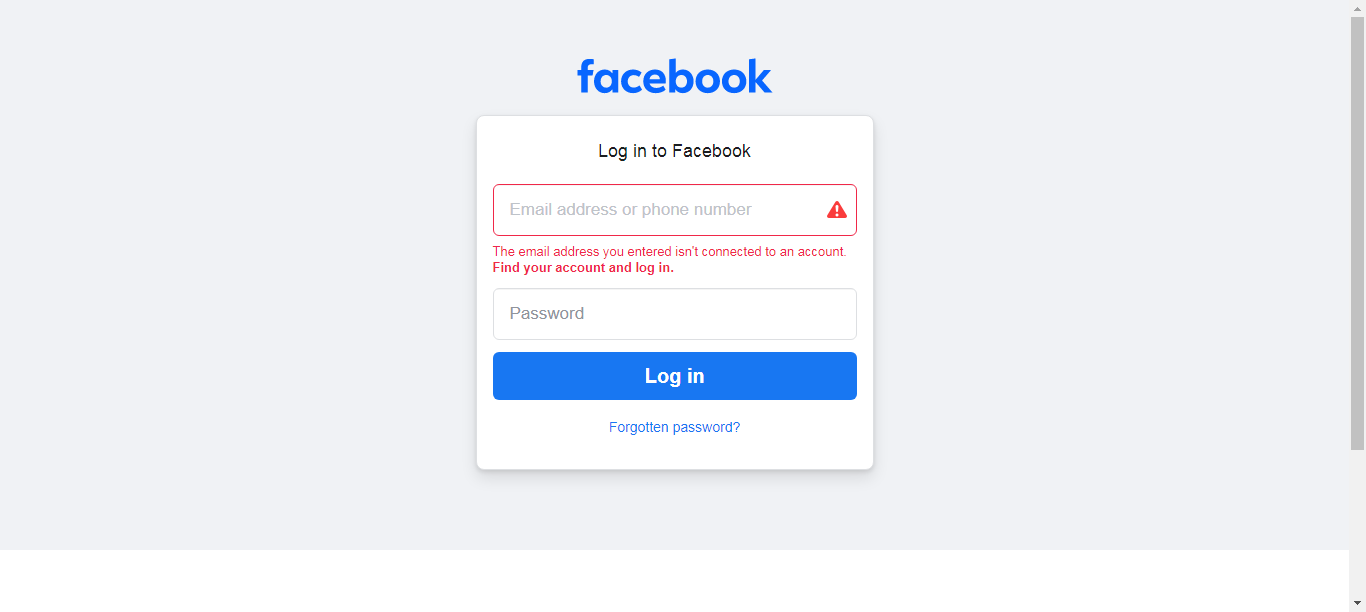 facebook
Log in to Facebook
Email address or phone number
The email address you entered isn't connected to an account.
Find your account and log in.
Password
Log in
Forgotten password?